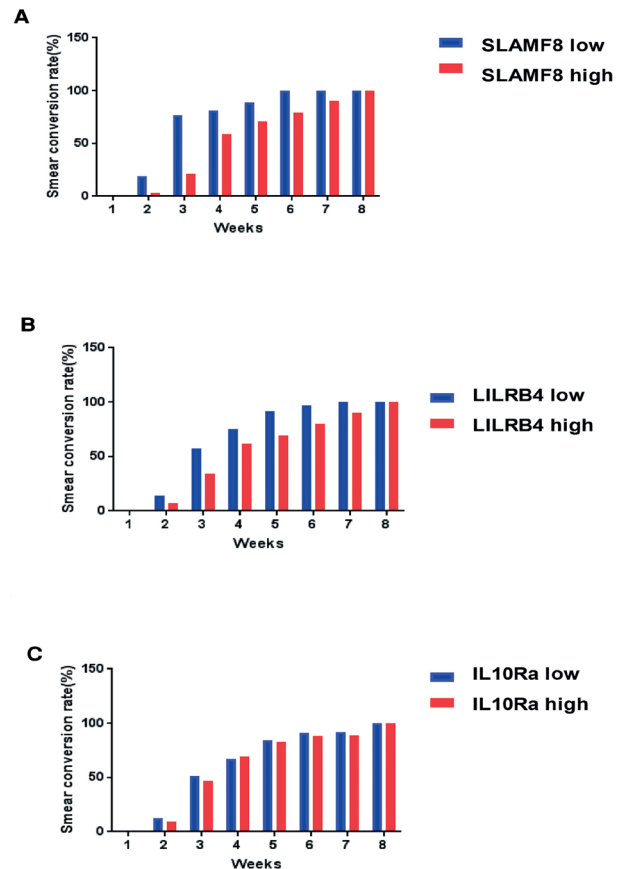 A
SLAMF8 low
SLAMF8 high
Smear conversion rate(%)
150
100
50
0
1 2 3 4 5 6 7 8
Weeks
B
LILRB4 low
LILRB4 high
Smear conversion rate(%)
150
100
50
0
1 2 3 4 5 6 7 8
Weeks
C
IL10Ra low
IL10Ra high
Smear conversion rate(%)
150
100
50
0
1 2 3 4 5 6 7 8
Weeks